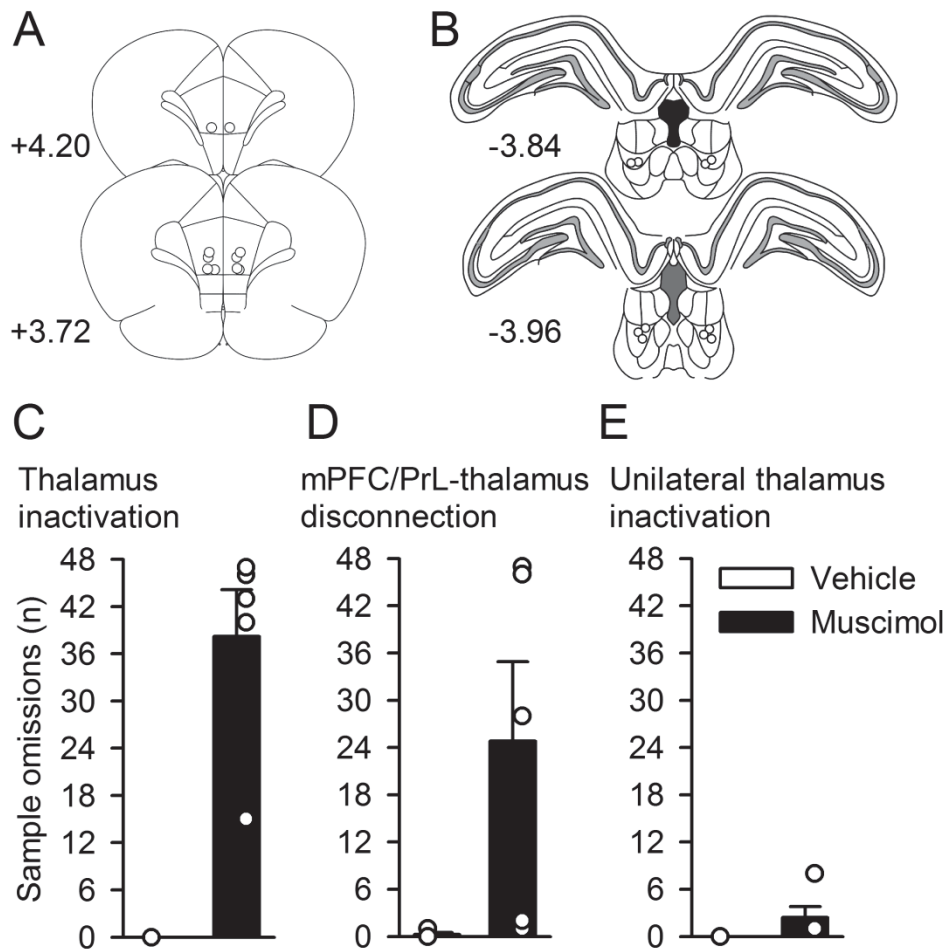 A
B
+4.20
-3.84
+3.72
-3.96
C
D
E
Thalamus
inactivation
mPFC/PrL-thalamus
disconnection
Unilateral thalamus
inactivation
Sample omissions (n)
48
42
36
30
24
18
12
6
0
48
42
36
30
24
18
12
6
0
48
42
36
30
24
18
12
6
0
Vehicle
Muscimol